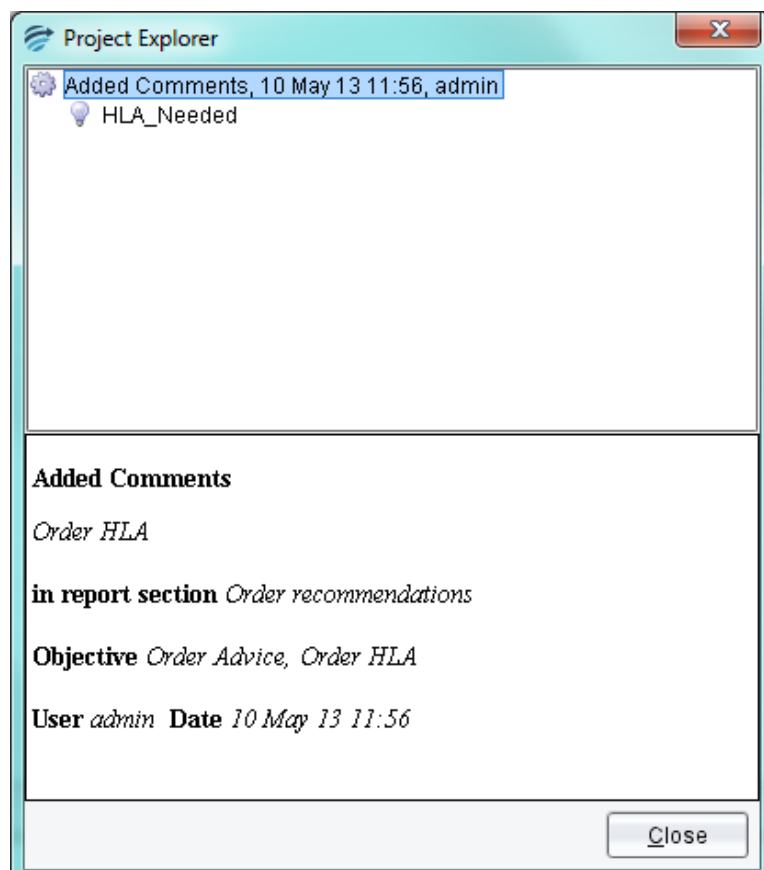 Project Explorer
Added Comments, 10 May 13 11:56, admin
HLA_Needed
Added Comments
Order HLA
in report section Order recommendations
Objective Order Advice, Order HLA
User admin Date 10 May 13 11:56
Close